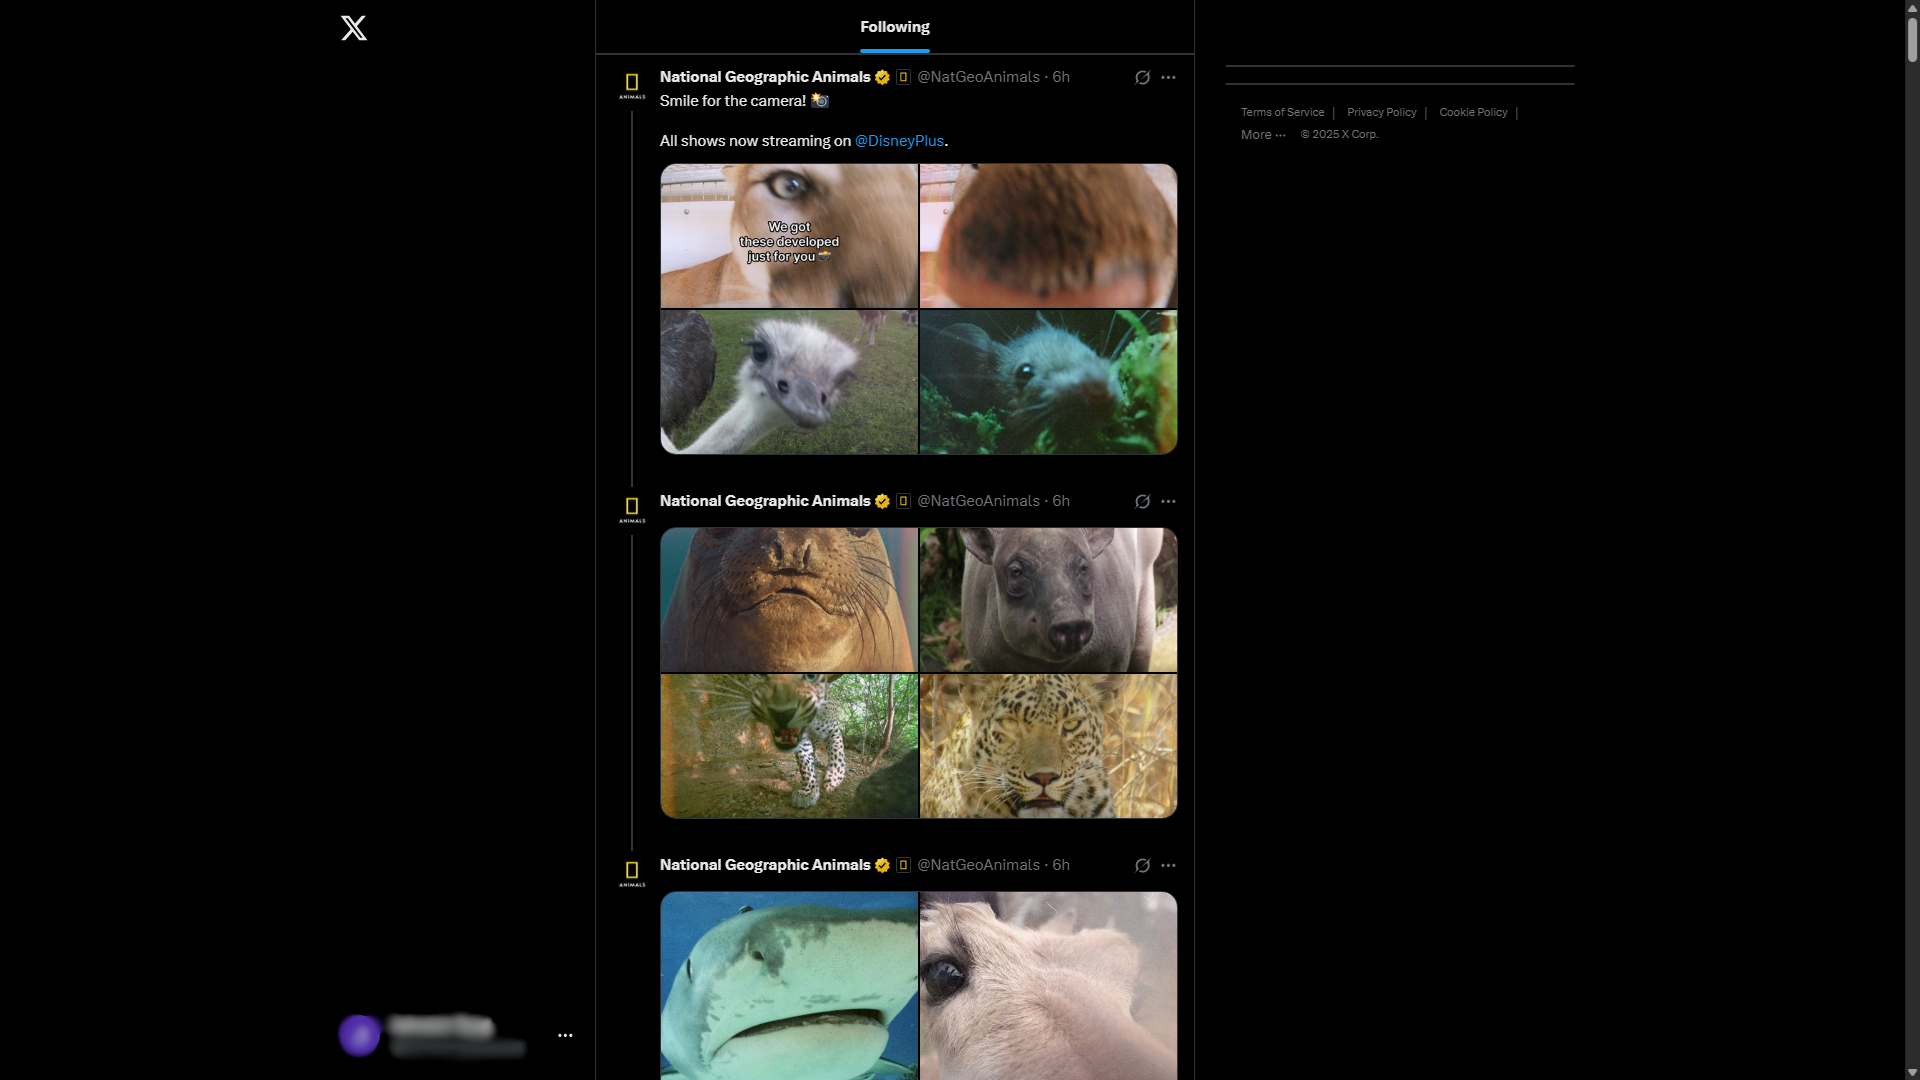 Following
National Geographic Animals @NatGeoAnimals · 6h
ANIMALS
Smile for the camera! 📸
All shows now streaming on @DisneyPlus.
We got
these developed
just for you 📸
National Geographic Animals @NatGeoAnimals · 6h
ANIMALS
National Geographic Animals @NatGeoAnimals · 6h
ANIMALS
Terms of Service | Privacy Policy | Cookie Policy |
More ··· © 2025 X Corp.